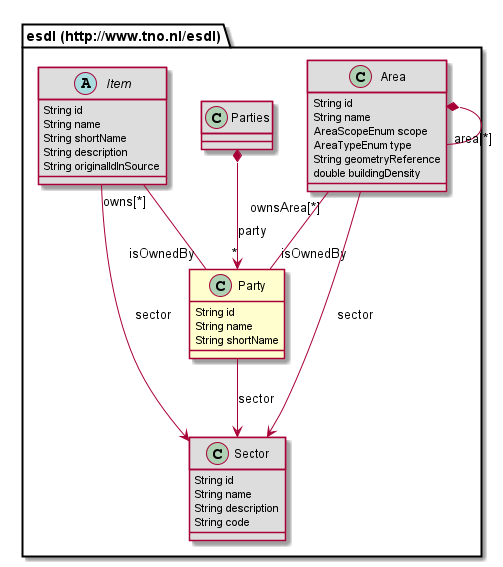 esdl (http://www.tno.nl/esdl)
A Item
String id
String name
String shortName
String description
String originalIdInSource
C Parties
C Area
String id
String name
AreaScopeEnum scope
AreaTypeEnum type
String geometryReference
double buildingDensity
area[*]
owns[*]
ownsArea[*]
party
*
isOwnedBy
isOwnedBy
C Party
String id
String name
String shortName
sector
sector
sector
C Sector
String id
String name
String description
String code